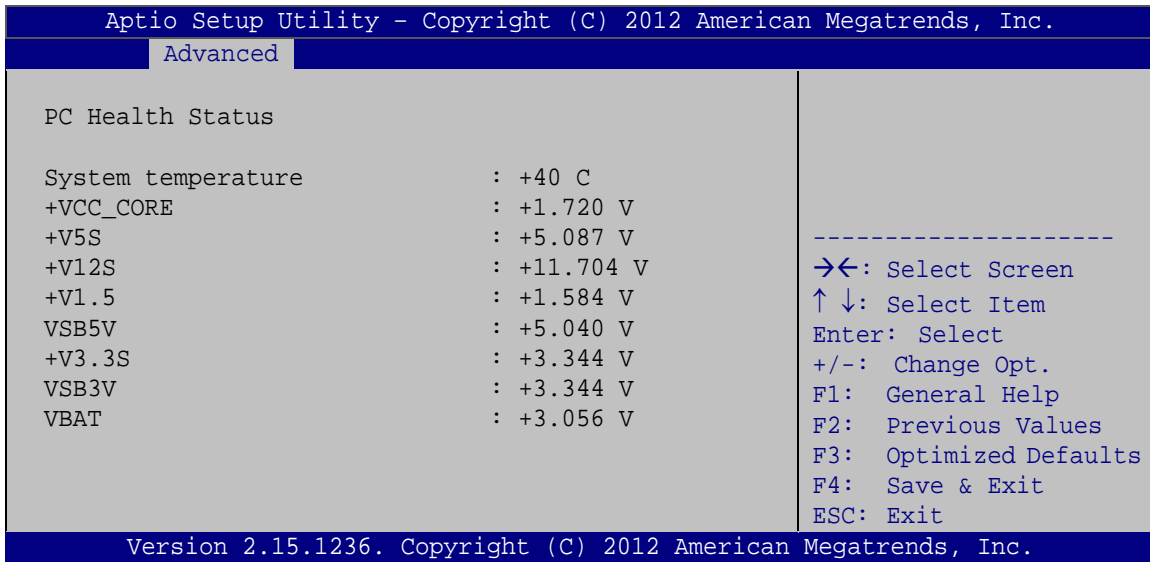 Aptio Setup Utility – Copyright (C) 2012 American Megatrends, Inc.
Advanced
PC Health Status
System temperature : +40 C
+VCC_CORE : +1.720 V
+V5S : +5.087 V
+V12S : +11.704 V
+V1.5 : +1.584 V
VSB5V : +5.040 V
+V3.3S : +3.344 V
VSB3V : +3.344 V
VBAT : +3.056 V
---------------------
→←: Select Screen
↑ ↓: Select Item
Enter: Select
+/-: Change Opt.
F1: General Help
F2: Previous Values
F3: Optimized Defaults
F4: Save & Exit
ESC: Exit
Version 2.15.1236. Copyright (C) 2012 American Megatrends, Inc.